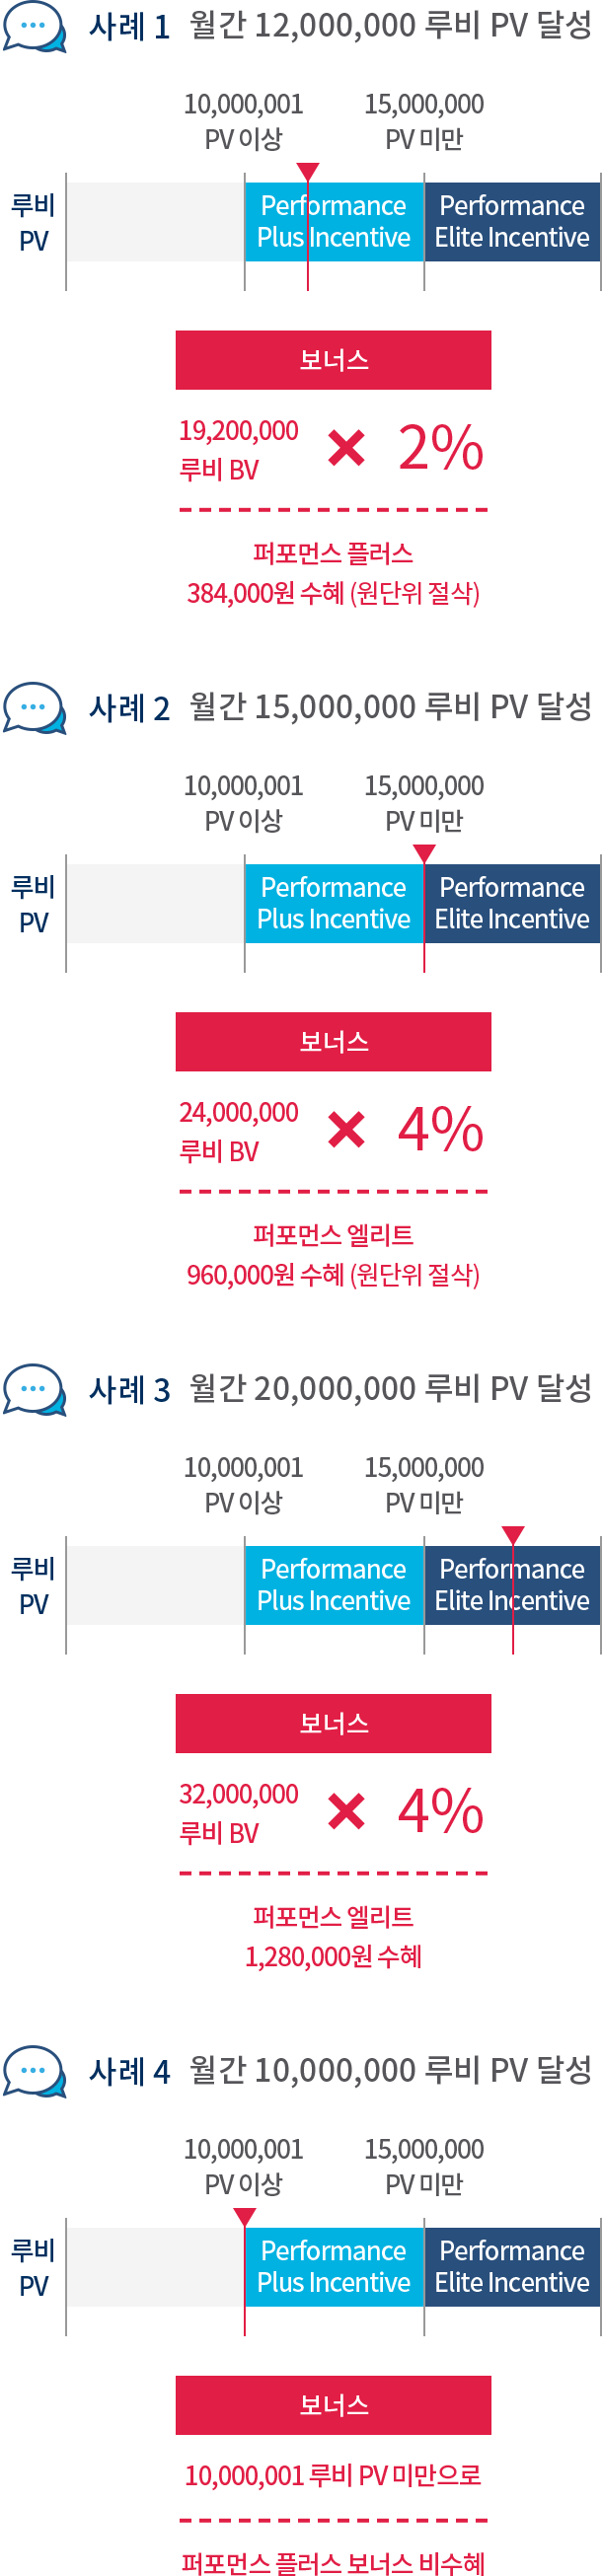 사례 1 월간 12,000,000 루비 PV 달성
10,000,001 15,000,000
PV 이상 PV 미만
루비
PV
Performance
Plus Incentive
Performance
Elite Incentive
보너스
19,200,000
루비 BV
× 2%
퍼포먼스 플러스
384,000원 수혜 (원단위 절삭)
사례 2 월간 15,000,000 루비 PV 달성
10,000,001 15,000,000
PV 이상 PV 미만
루비
PV
Performance
Plus Incentive
Performance
Elite Incentive
보너스
24,000,000
루비 BV
× 4%
퍼포먼스 엘리트
960,000원 수혜 (원단위 절삭)
사례 3 월간 20,000,000 루비 PV 달성
10,000,001 15,000,000
PV 이상 PV 미만
루비
PV
Performance
Plus Incentive
Performance
Elite Incentive
보너스
32,000,000
루비 BV
× 4%
퍼포먼스 엘리트
1,280,000원 수혜
사례 4 월간 10,000,000 루비 PV 달성
10,000,001 15,000,000
PV 이상 PV 미만
루비
PV
Performance
Plus Incentive
Performance
Elite Incentive
보너스
10,000,001 루비 PV 미만으로
퍼포먼스 플러스 보너스 비수혜